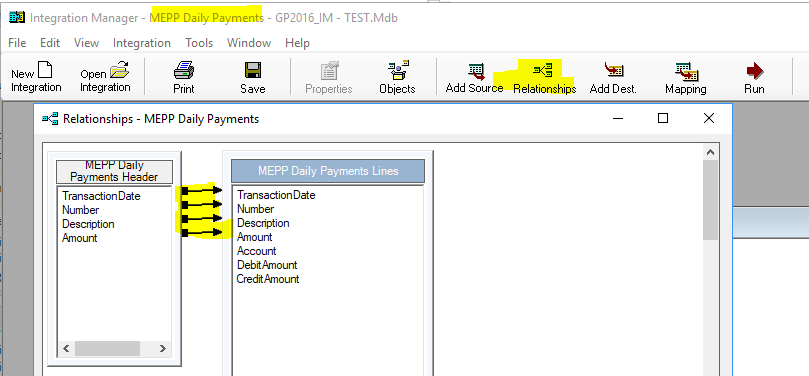 Integration Manager - MEPP Daily Payments - GP2016_IM - TEST.Mdb
File Edit View Integration Tools Window Help
New Integration
Open Integration
Print
Save
Properties
Objects
Add Source
Relationships
Add Dest.
Mapping
Run
Relationships - MEPP Daily Payments
MEPP Daily
Payments Header
TransactionDate
Number
Description
Amount
MEPP Daily Payments Lines
TransactionDate
Number
Description
Amount
Account
DebitAmount
CreditAmount